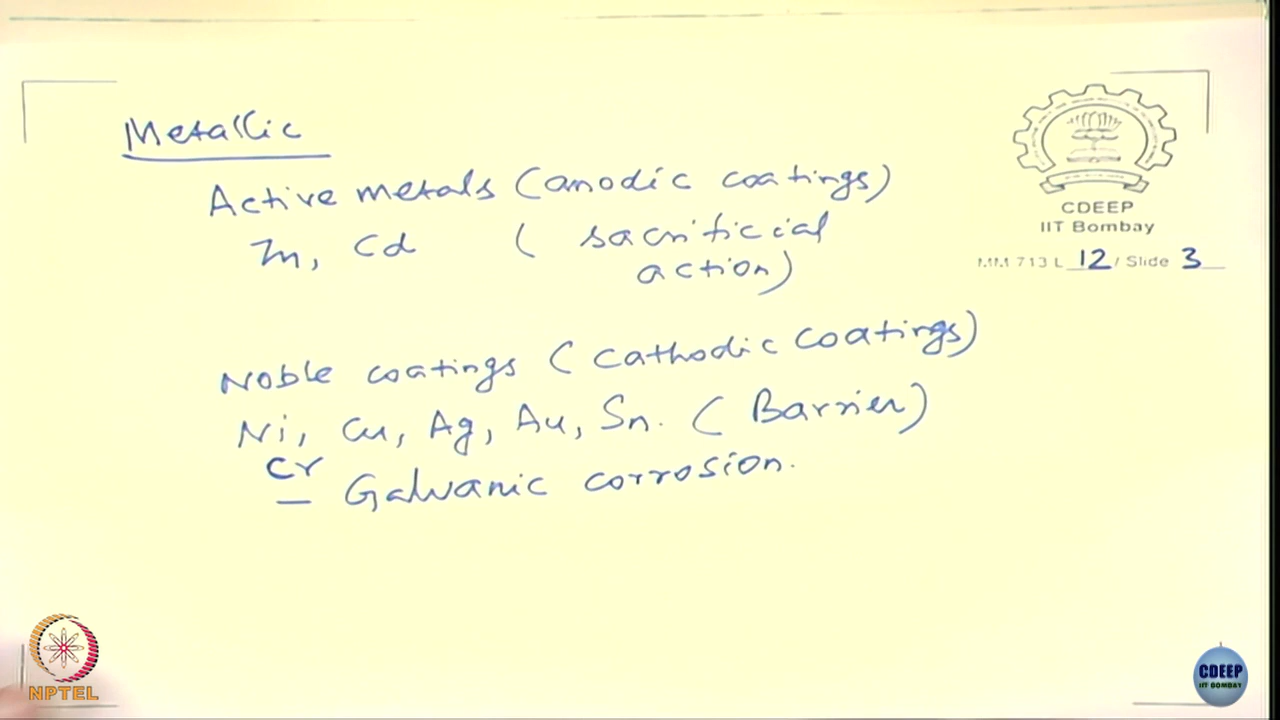 Metallic
Active metals (anodic coatings)
Zn, Cd ( sacrificial
action)
Noble coatings (Cathodic coatings)
Ni, Cu, Ag, Au, Sn. ( Barrier)
Cr
— Galvanic corrosion.
CDEEP
IIT Bombay
MM 713 L 12 / Slide 3
NPTEL
CDEEP
IIT BOMBAY